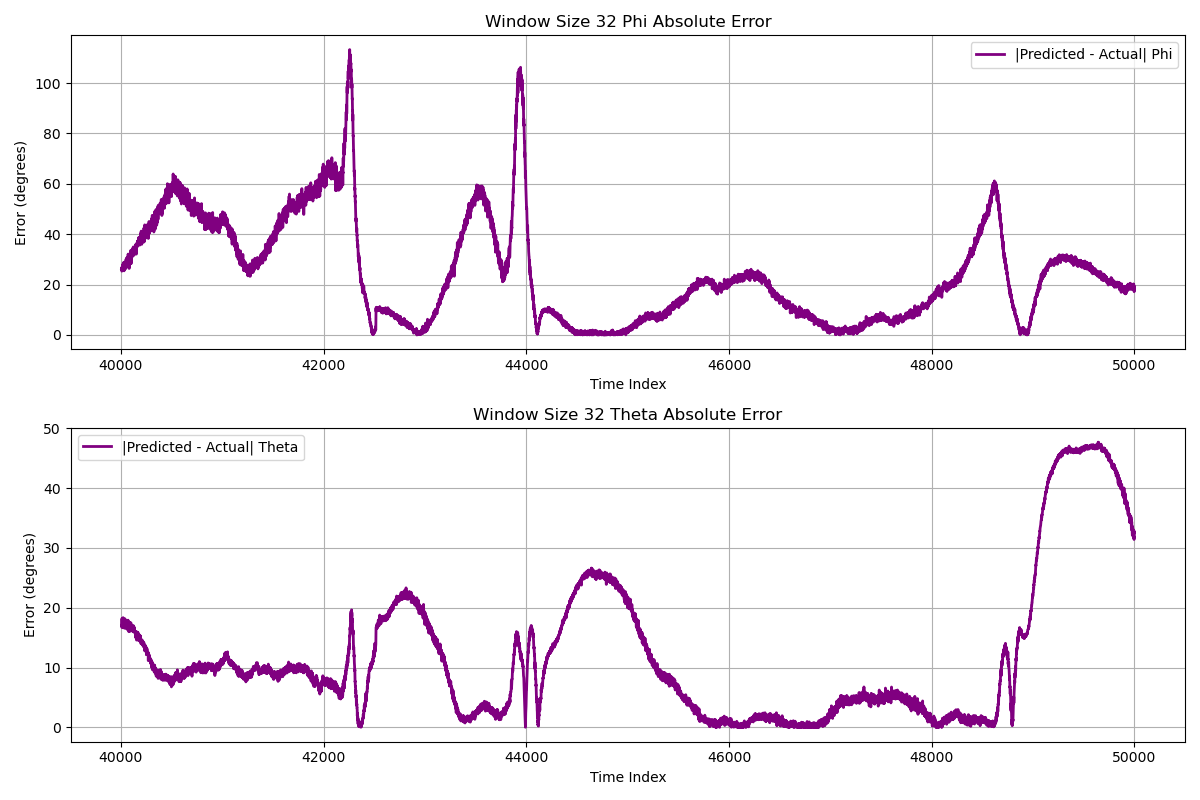 Window Size 32 Phi Absolute Error
|Predicted - Actual| Phi
Error (degrees)
100
80
60
40
20
0
40000 42000 44000 46000 48000 50000
Time Index
Window Size 32 Theta Absolute Error
|Predicted - Actual| Theta
Error (degrees)
50
40
30
20
10
0
40000 42000 44000 46000 48000 50000
Time Index